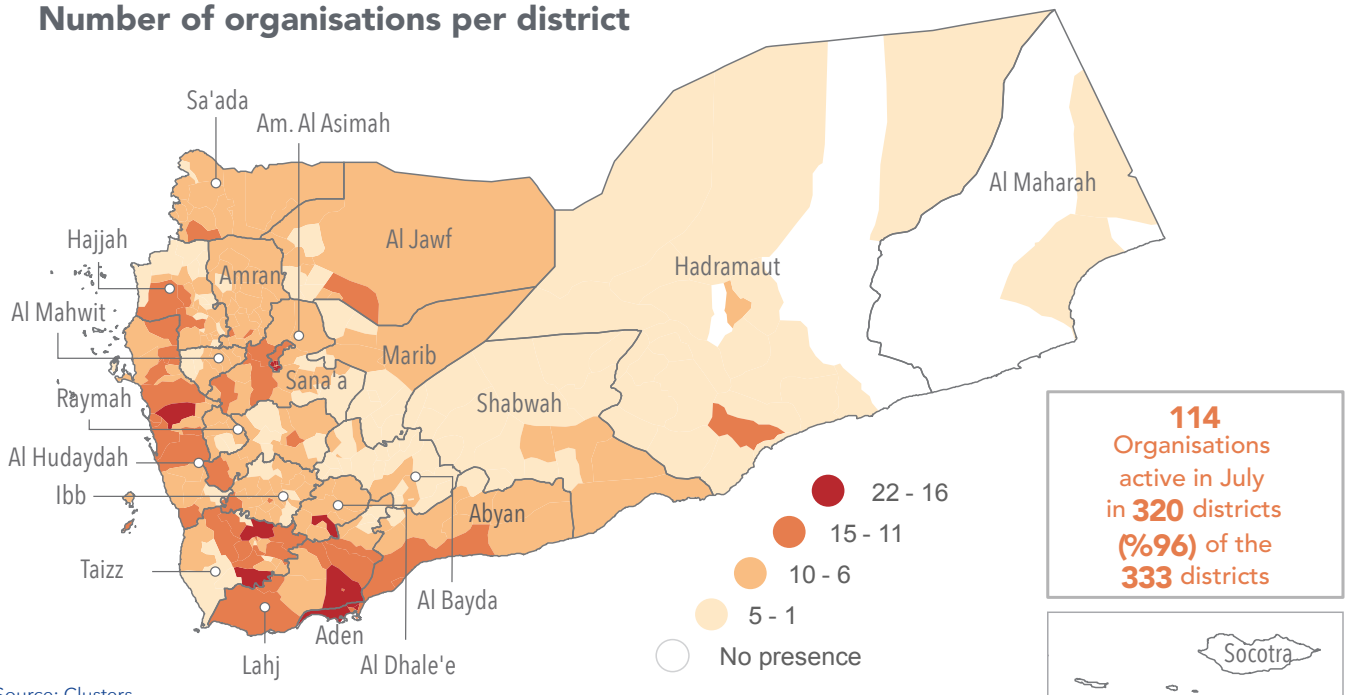 Number of organisations per district
Sa'ada
Am. Al Asimah
Hajjah
Amran
Al Jawf
Al Maharah
Hadramaut
Al Mahwit
Marib
Sana'a
Raymah
Shabwah
Al Hudaydah
Ibb
Abyan
Taizz
Al Bayda
Aden
Lahj
Al Dhale'e
22 - 16
15 - 11
10 - 6
5 - 1
No presence
114
Organisations
active in July
in 320 districts
(%96) of the
333 districts
Socotra
Source: Clusters